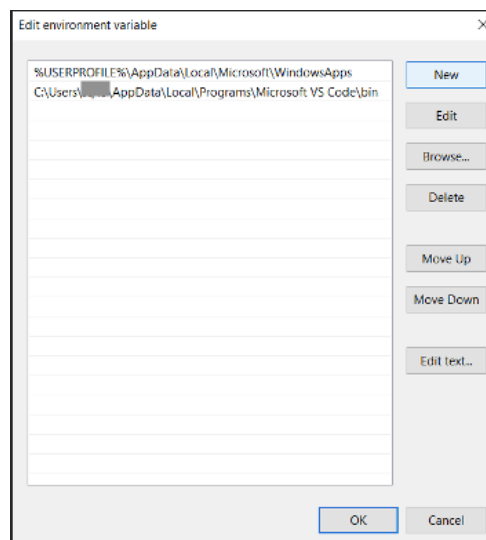 Edit environment variable
%USERPROFILE%\AppData\Local\Microsoft\WindowsApps
C:\Users\ \AppData\Local\Programs\Microsoft VS Code\bin
New
Edit
Browse...
Delete
Move Up
Move Down
Edit text...
OK
Cancel